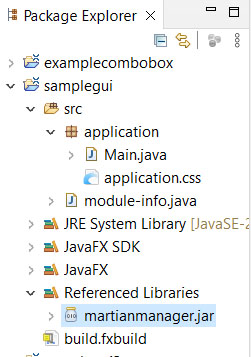 Package Explorer
examplecombobox
samplegui
src
application
Main.java
application.css
module-info.java
JRE System Library [JavaSE-2
JavaFX SDK
JavaFX
Referenced Libraries
martianmanager.jar
build.fxbuild